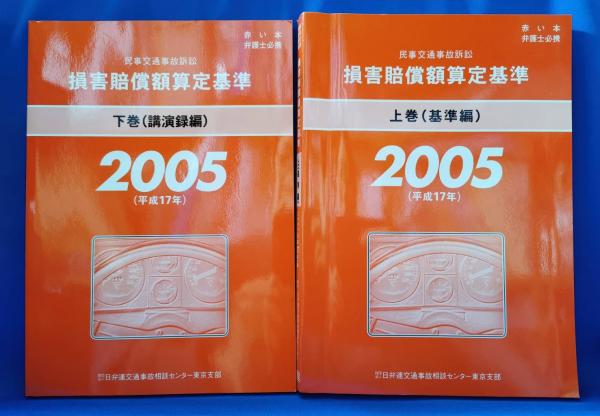 赤い本
弁護士必携
民事交通事故訴訟
損害賠償額算定基準
下巻(講演録編)
2005
(平成17年)
日弁連交通事故相談センター東京支部
赤い本
弁護士必携
民事交通事故訴訟
損害賠償額算定基準
上巻(基準編)
2005
(平成17年)
日弁連交通事故相談センター東京支部